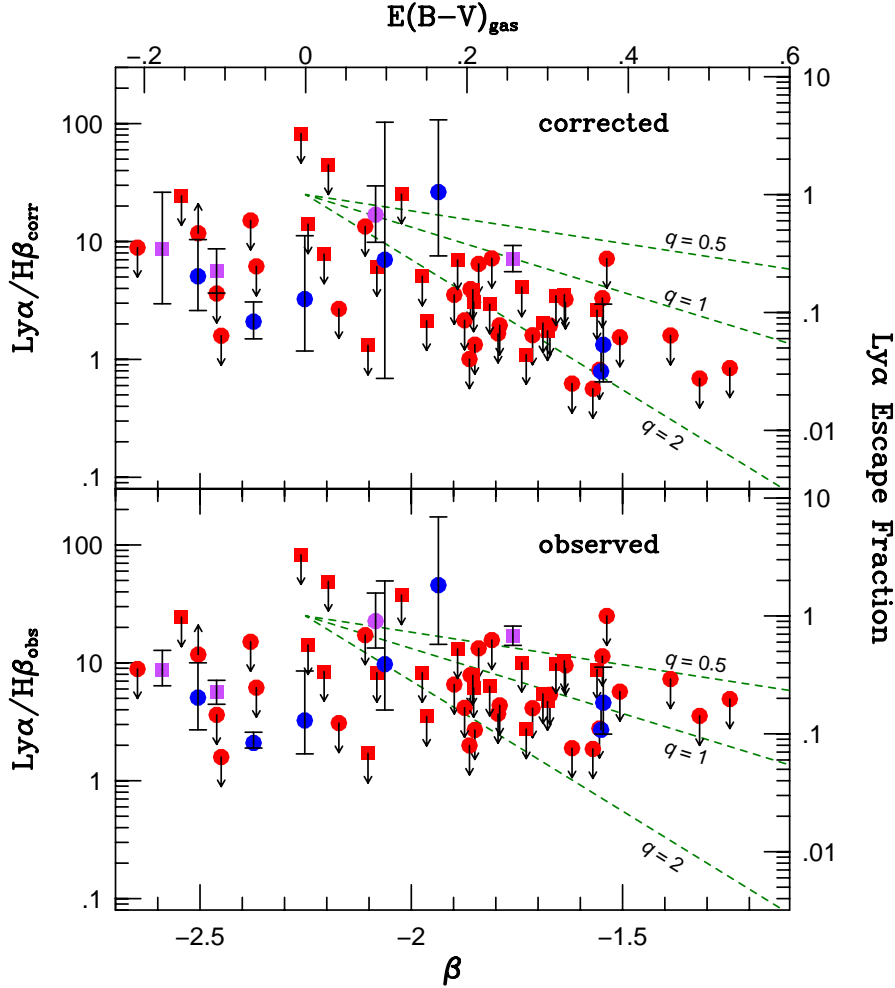 E(B−V)gas
−.2 0 .2 .4 .6
corrected
100
10
1
.1
Lyα/Hβcorr
10
1
.1
.01
q = 0.5
q = 1
q = 2
Lyα Escape Fraction
observed
100
10
1
.1
Lyα/Hβobs
10
1
.1
.01
q = 0.5
q = 1
q = 2
−2.5 −2 −1.5
β